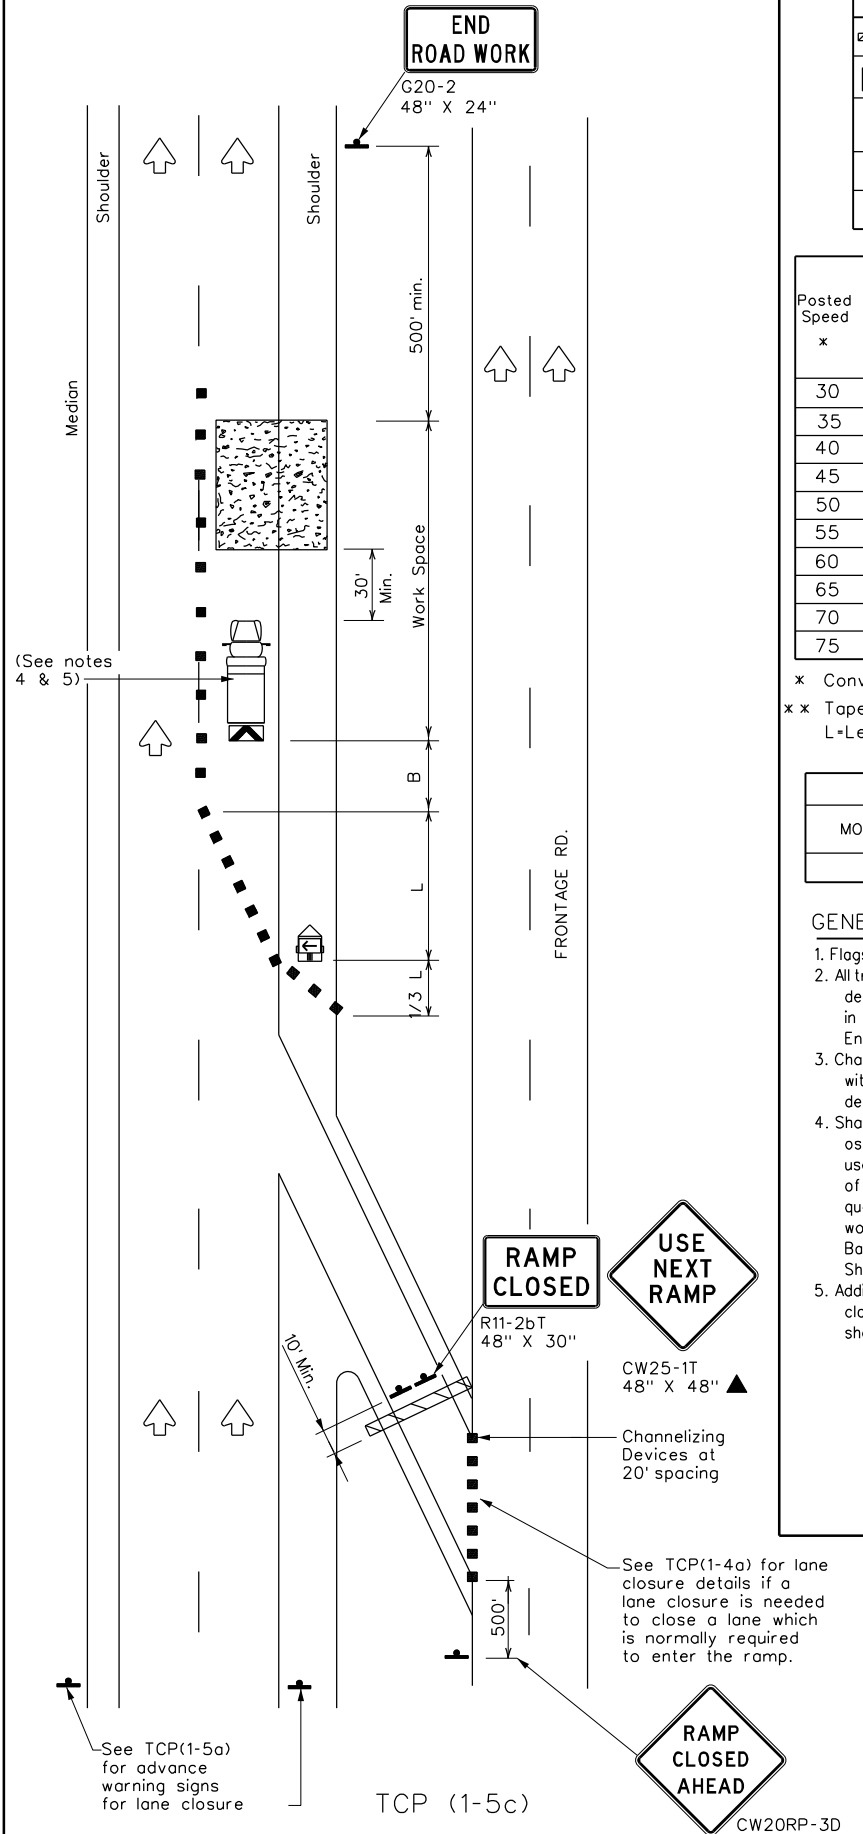 END
ROAD WORK
G20-2
48" X 24"
Shoulder
Shoulder
500' min.
Median
30'
Min.
Work Space
(See notes
4 & 5)
B
L
1/3 L
FRONTAGE RD.
RAMP
CLOSED
R11-2bT
48" X 30"
USE
NEXT
RAMP
CW25-1T
48" X 48"
10' Min.
Channelizing
Devices at
20' spacing
See TCP(1-4a) for lane
closure details if a
lane closure is needed
to close a lane which
is normally required
to enter the ramp.
500'
See TCP(1-5a)
for advance
warning signs
for lane closure
RAMP
CLOSED
AHEAD
CW20RP-3D
TCP (1-5c)
Posted
Speed
*
30
35
40
45
50
55
60
65
70
75
* Conv
** Tape
L=Le
MO
GENE
1. Flags
2. All tr
de
in
En
3. Cha
wit
de
4. Sha
os
use
of
qu
wo
Ba
Sh
5. Addi
clo
sho